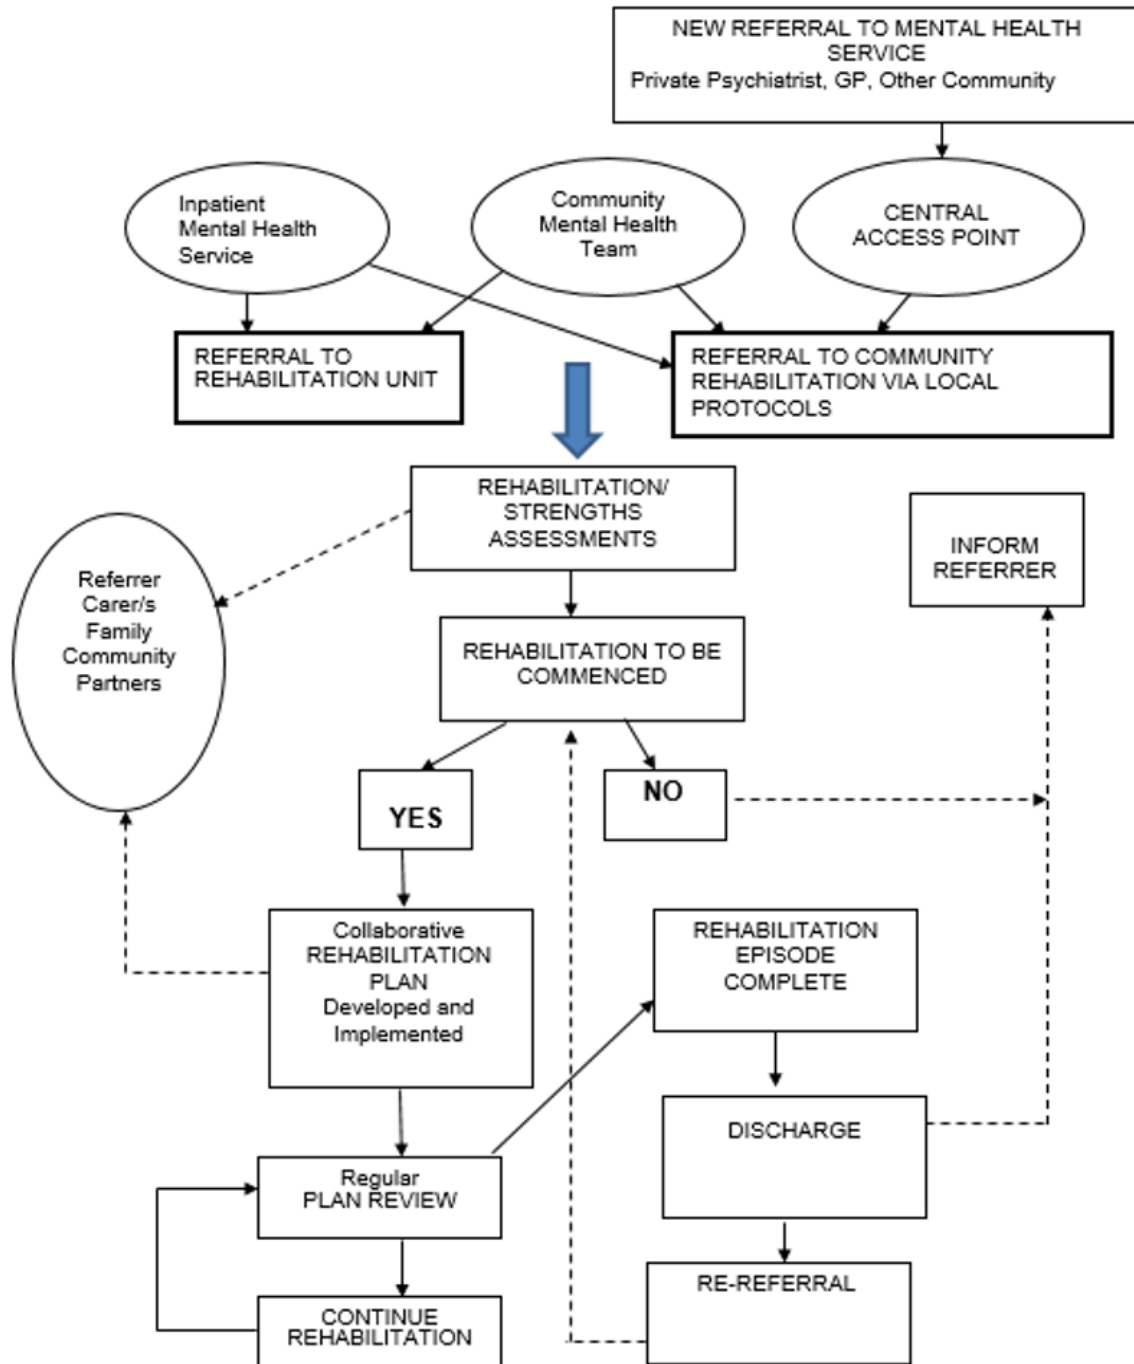 NEW REFERRAL TO MENTAL HEALTH
SERVICE
Private Psychiatrist, GP, Other Community
Inpatient
Mental Health
Service
Community
Mental Health
Team
CENTRAL
ACCESS POINT
REFERRAL TO
REHABILITATION UNIT
REFERRAL TO COMMUNITY
REHABILITATION VIA LOCAL
PROTOCOLS
REHABILITATION/
STRENGTHS
ASSESSMENTS
INFORM
REFERRER
Referrer
Carer/s
Family
Community
Partners
REHABILITATION TO BE
COMMENCED
YES
NO
Collaborative
REHABILITATION
PLAN
Developed and
Implemented
REHABILITATION
EPISODE
COMPLETE
DISCHARGE
Regular
PLAN REVIEW
RE-REFERRAL
CONTINUE
REHABILITATION